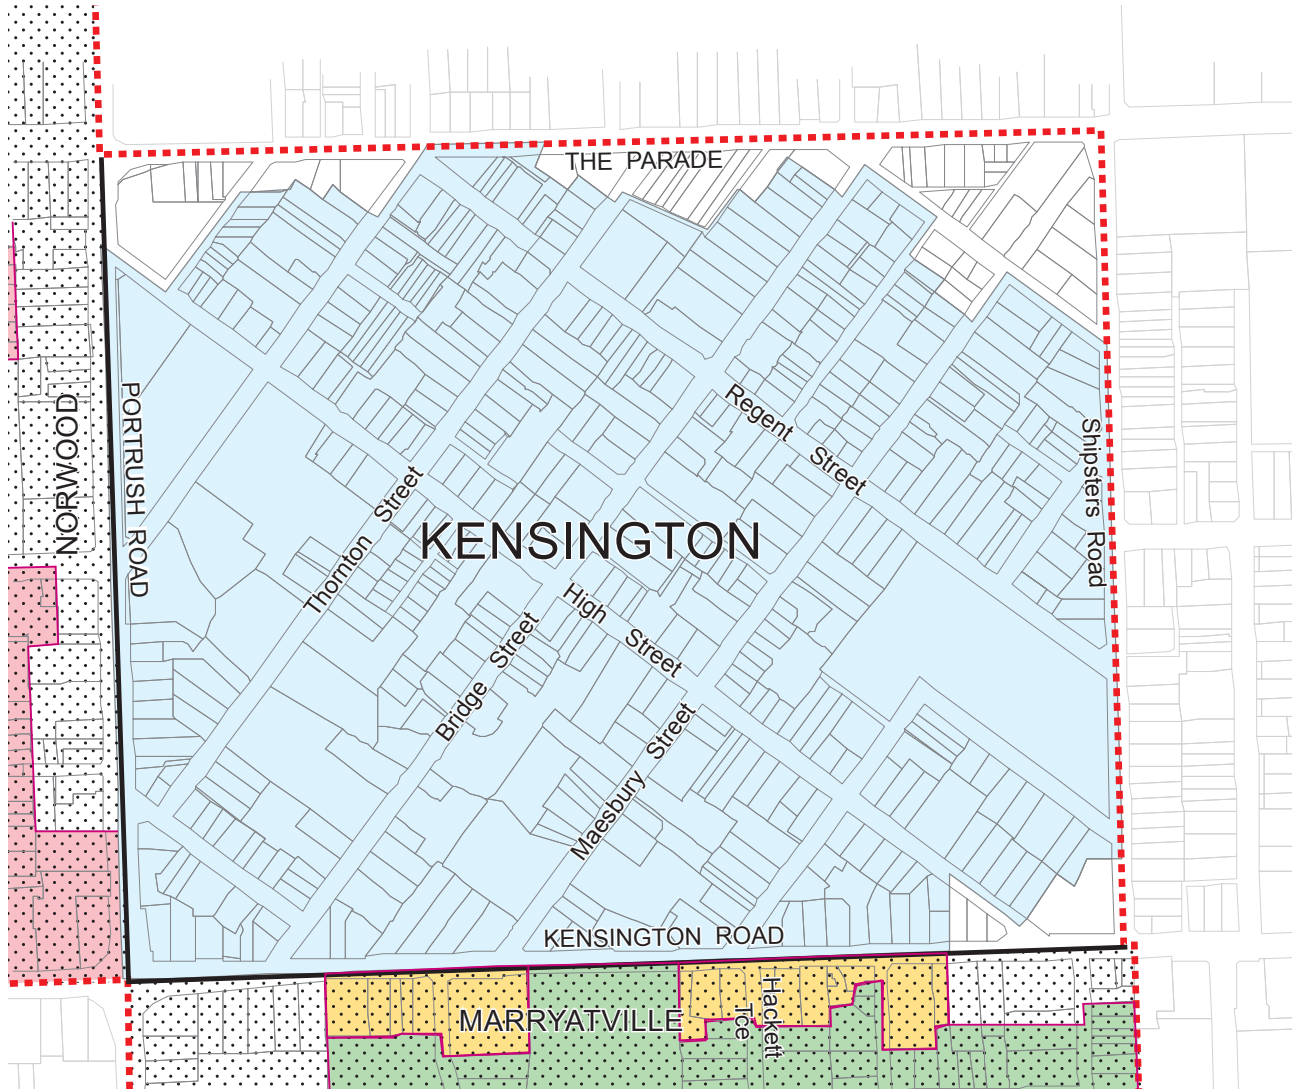 THE PARADE
NORWOOD
PORTRUSH ROAD
Regent Street
Shipsters Road
Thornton Street
KENSINGTON
High Street
Bridge Street
Maesbury Street
KENSINGTON ROAD
MARRYATVILLE
Hackett
Tce